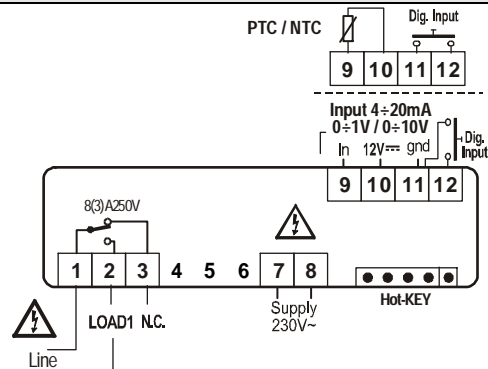 PTC / NTC
Dig. Input
9 10 11 12
Input 4÷20mA
0÷1V / 0÷10V
In 12V⎓ gnd
Dig.
Input
9 10 11 12
8(3)A250V
1 2 3 4 5 6 7 8
LOAD1 N.C.
Supply
230V~
Hot-KEY
Line